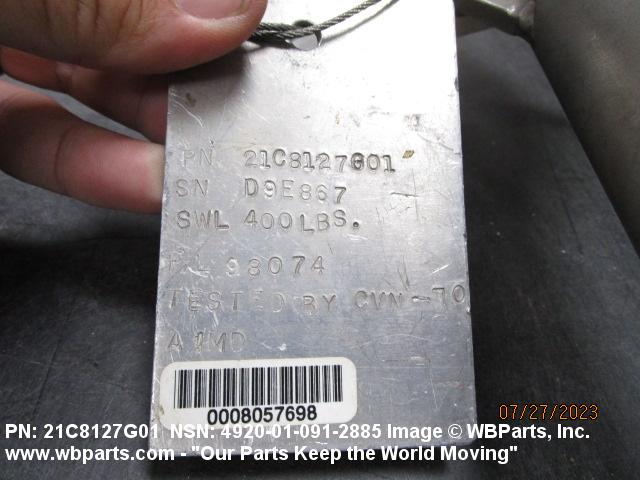 PN 21C8127G01
SN D9E867
SWL 400LBS.
98074
TESTED BY CVN-70
AIMD
0008057698
07/27/2023
PN: 21C8127G01 NSN: 4920-01-091-2885 Image © WBParts, Inc.
www.wbparts.com - "Our Parts Keep the World Moving"